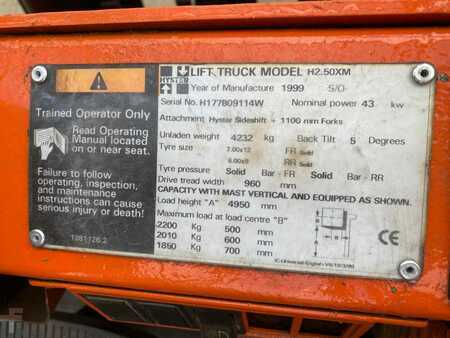 HYSTER
LIFT TRUCK MODEL H2.50XM
Year of Manufacture 1999 S/O
Serial No. H177B09114W Nominal power 43 kw
Attachment Hyster Sideshift + 1100 mm Forks
Unladen weight 4232 kg Back Tilt 5 Degrees
Tyre size 7.00x12 FF Solid
6.00x9 RR Solid
Tyre pressure Solid Bar - FR Solid Bar - RR
Drive tread width 960 mm
CAPACITY WITH MAST VERTICAL AND EQUIPPED AS SHOWN.
Load height "A" 4950 mm
Maximum load at load centre "B"
2200 Kg 500 mm
2010 Kg 600 mm
1850 Kg 700 mm
CE
Trained Operator Only
Read Operating
Manual located
on or near seat.
Failure to follow
operating, inspection,
and maintenance
instructions can cause
serious injury or death!